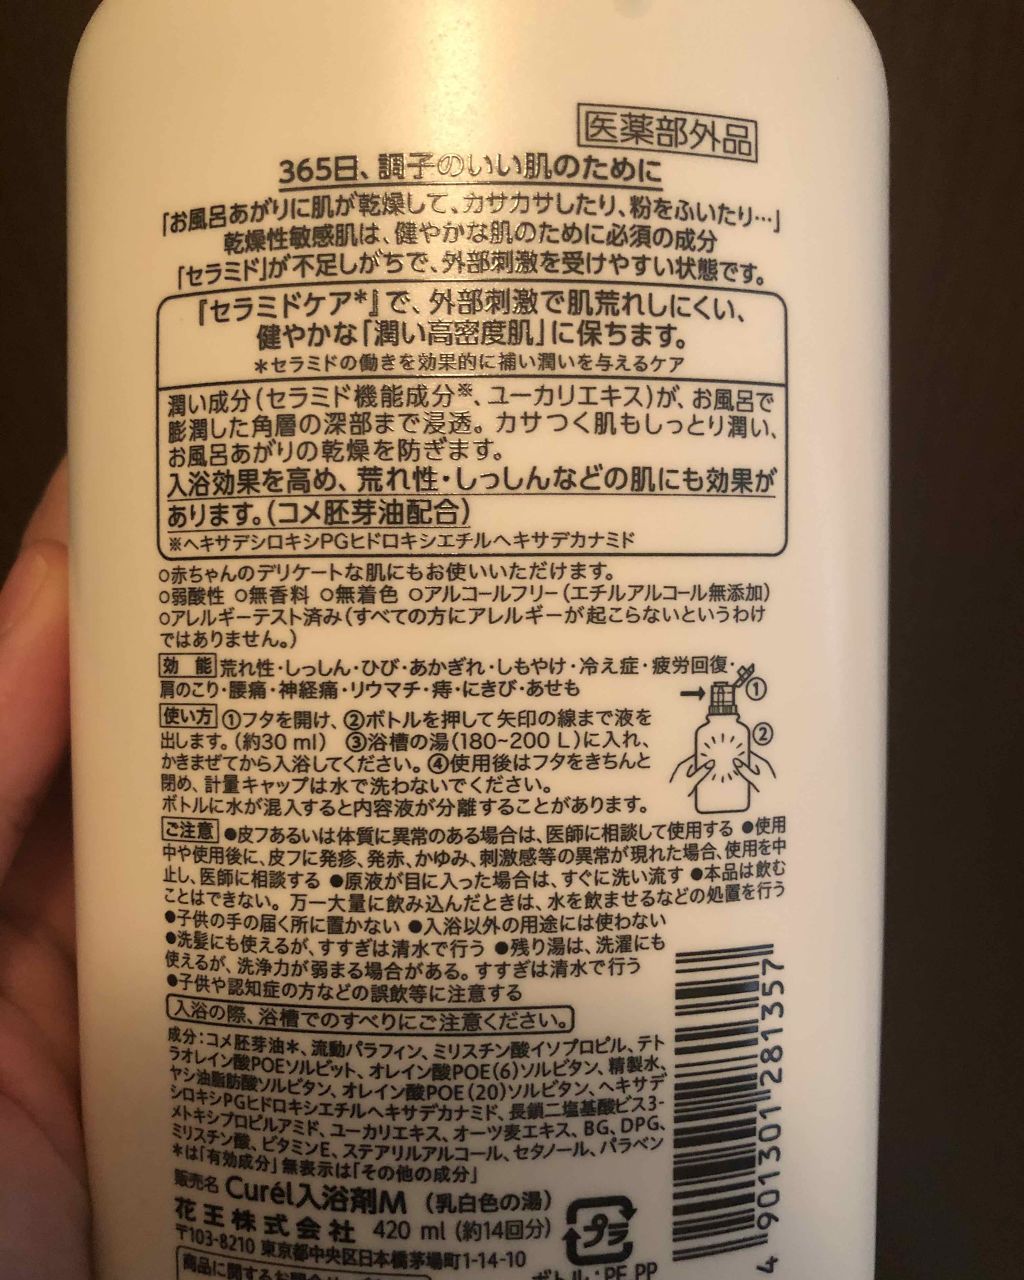 医薬部外品
365日、調子のいい肌のために
「お風呂あがりに肌が乾燥して、カサカサしたり、粉をふいたり…」
乾燥性敏感肌は、健やかな肌のために必須の成分
「セラミド」が不足しがちで、外部刺激を受けやすい状態です。
『セラミドケア*』で、外部刺激で肌荒れしにくい、
健やかな「潤い高密度肌」に保ちます。
*セラミドの働きを効果的に補い潤いを与えるケア
潤い成分(セラミド機能成分※、ユーカリエキス)が、お風呂で
膨潤した角層の深部まで浸透。カサつく肌もしっとり潤い、
お風呂あがりの乾燥を防ぎます。
入浴効果を高め、荒れ性・しっしんなどの肌にも効果が
あります。(コメ胚芽油配合)
※ヘキサデシロキシPGヒドロキシエチルヘキサデカナミド
○赤ちゃんのデリケートな肌にもお使いいただけます。
○弱酸性 ○無香料 ○無着色 ○アルコールフリー(エチルアルコール無添加)
○アレルギーテスト済み(すべての方にアレルギーが起こらないというわけ
ではありません。)
効 能 荒れ性・しっしん・ひび・あかぎれ・しもやけ・冷え症・疲労回復・
肩のこり・腰痛・神経痛・リウマチ・痔・にきび・あせも
①
②
使い方 ①フタを開け、②ボトルを押して矢印の線まで液を
出します。(約30 ml) ③浴槽の湯(180~200 L)に入れ、
かきまぜてから入浴してください。④使用後はフタをきちんと
閉め、計量キャップは水で洗わないでください。
ボトルに水が混入すると内容液が分離することがあります。
ご注意 ●皮フあるいは体質に異常のある場合は、医師に相談して使用する ●使用
中や使用後に、皮フに発疹、発赤、かゆみ、刺激感等の異常が現れた場合、使用を中
止し、医師に相談する ●原液が目に入った場合は、すぐに洗い流す ●本品は飲む
ことはできない。万一大量に飲み込んだときは、水を飲ませるなどの処置を行う
●子供の手の届く所に置かない ●入浴以外の用途には使わない
●洗髪にも使えるが、すすぎは清水で行う ●残り湯は、洗濯にも
使えるが、洗浄力が弱まる場合がある。すすぎは清水で行う
●子供や認知症の方などの誤飲等に注意する
入浴の際、浴槽でのすべりにご注意ください。
成分:コメ胚芽油*、流動パラフィン、ミリスチン酸イソプロピル、テト
ラオレイン酸POEソルビット、オレイン酸POE(6)ソルビタン、精製水、
ヤシ油脂肪酸ソルビタン、オレイン酸POE(20)ソルビタン、ヘキサデ
シロキシPGヒドロキシエチルヘキサデカナミド、長鎖二塩基酸ビス3-
メトキシプロピルアミド、ユーカリエキス、オーツ麦エキス、BG、DPG、
ミリスチン酸、ビタミンE、ステアリルアルコール、セタノール、パラベン
*は「有効成分」無表示は「その他の成分」
販売名 Curél入浴剤M (乳白色の湯)
花王株式会社 420 ml (約14回分)
〒103-8210 東京都中央区日本橋茅場町1-14-10
プラ
ボトル:PE PP
4 901301 281357